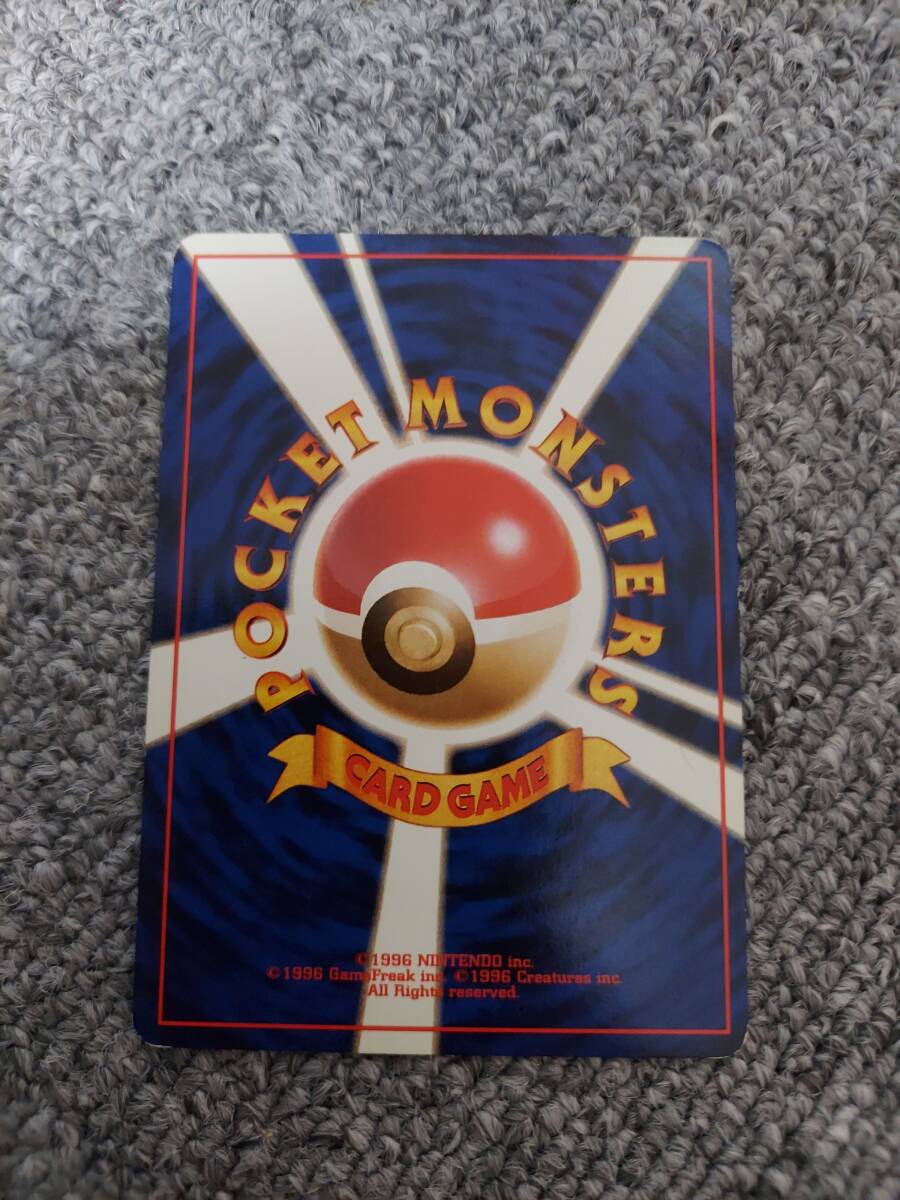 POCKET MONSTERS
CARD GAME
©1996 NINTENDO inc.
©1996 GameFreak inc. ©1996 Creatures inc.
All Rights reserved.